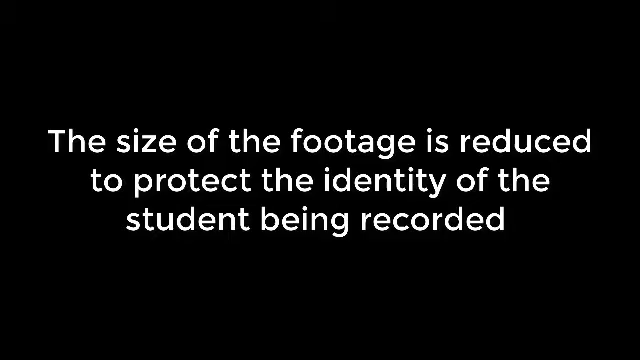 The size of the footage is reduced
to protect the identity of the
student being recorded